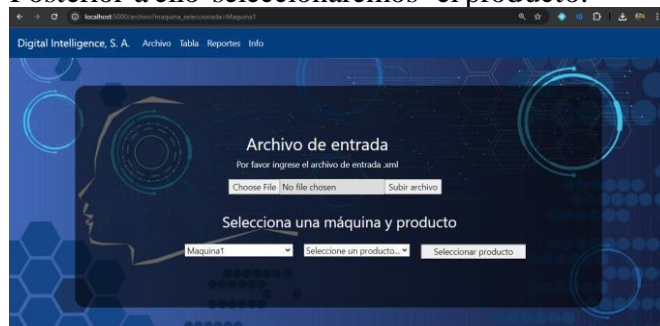 Posterior a ello seleccionaremos el producto.
localhost:5000/archivo?maquina_seleccionada=Maquina1
Digital Intelligence, S. A. Archivo Tabla Reportes Info
Archivo de entrada
Por favor ingrese el archivo de entrada .xml
Choose File No file chosen Subir archivo
Selecciona una máquina y producto
Maquina1 Seleccione un producto... Seleccionar producto